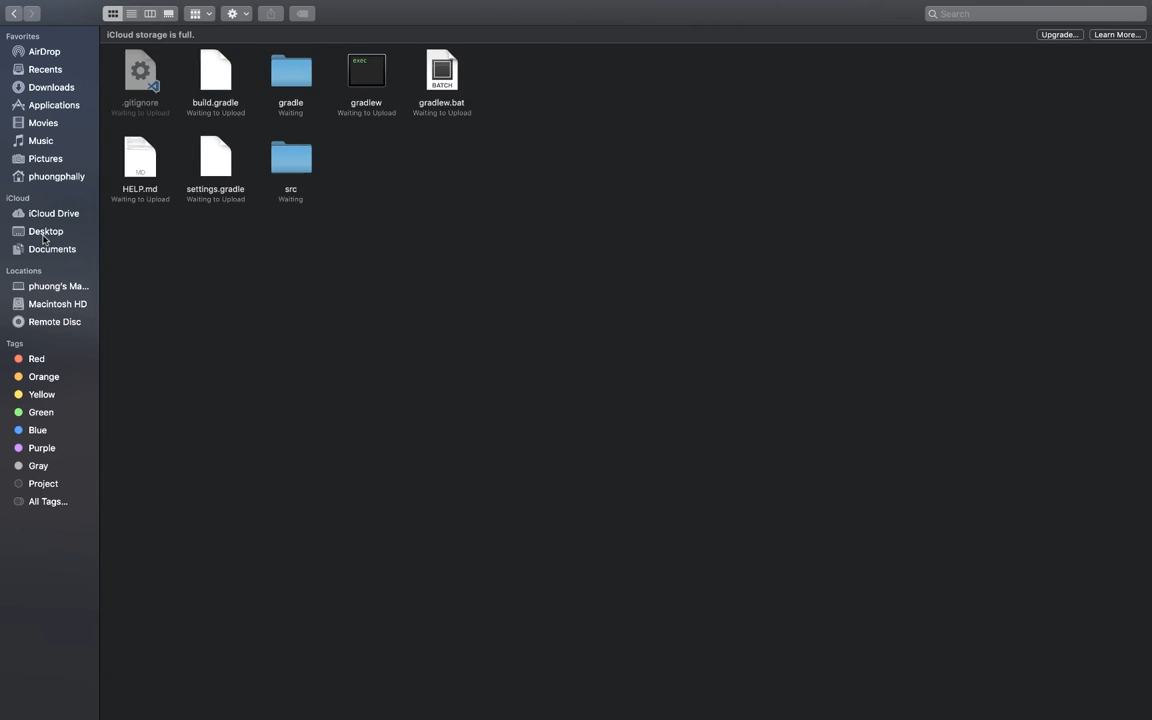 Search
Favorites
AirDrop
Recents
Downloads
Applications
Movies
Music
Pictures
phuongphally
iCloud
iCloud Drive
Desktop
Documents
Locations
phuong's Ma...
Macintosh HD
Remote Disc
Tags
Red
Orange
Yellow
Green
Blue
Purple
Gray
Project
All Tags...
iCloud storage is full.
Upgrade...
Learn More...
.gitignore
Waiting to Upload
build.gradle
Waiting to Upload
gradle
Waiting
exec
gradlew
Waiting to Upload
BATCH
gradlew.bat
Waiting to Upload
MD
HELP.md
Waiting to Upload
settings.gradle
Waiting to Upload
src
Waiting